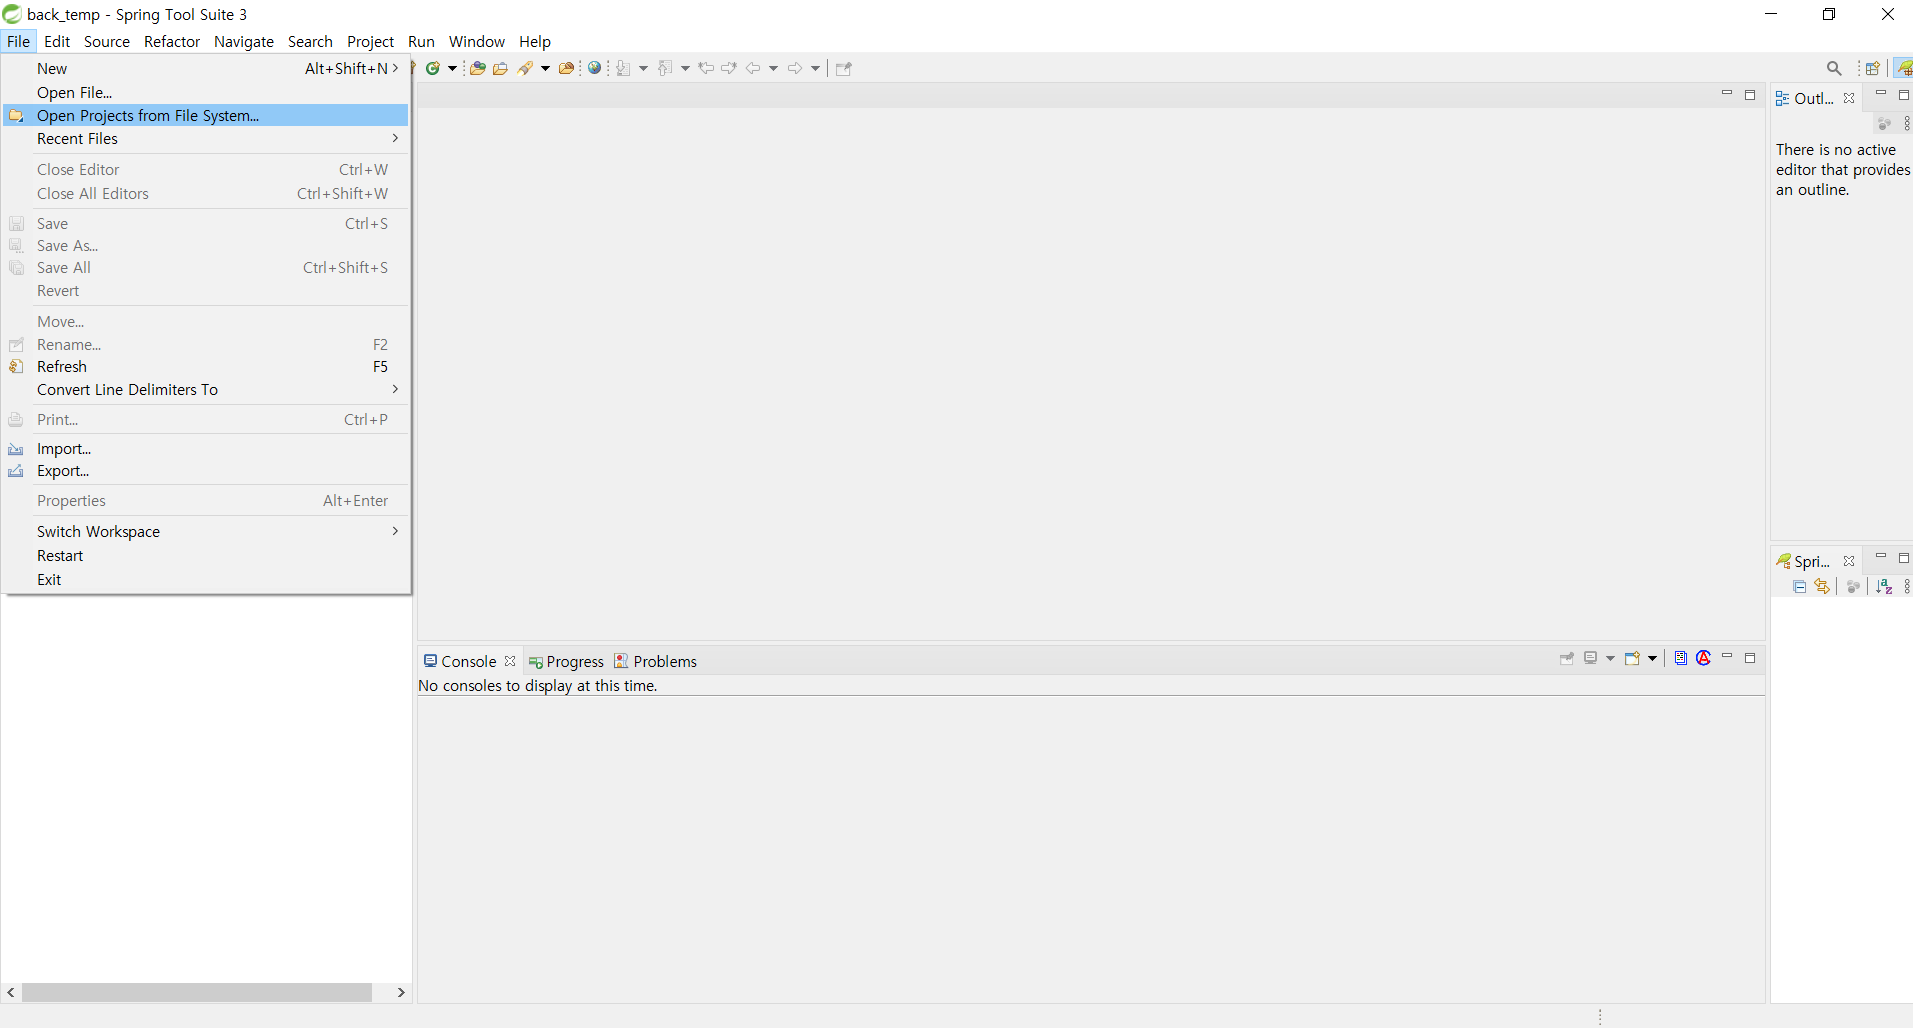 back_temp - Spring Tool Suite 3
File Edit Source Refactor Navigate Search Project Run Window Help
New Alt+Shift+N
Open File...
Open Projects from File System...
Recent Files
Close Editor Ctrl+W
Close All Editors Ctrl+Shift+W
Save Ctrl+S
Save As...
Save All Ctrl+Shift+S
Revert
Move...
Rename... F2
Refresh F5
Convert Line Delimiters To
Print... Ctrl+P
Import...
Export...
Properties Alt+Enter
Switch Workspace
Restart
Exit
Outl...
There is no active
editor that provides
an outline.
Spri...
Console Progress Problems
No consoles to display at this time.